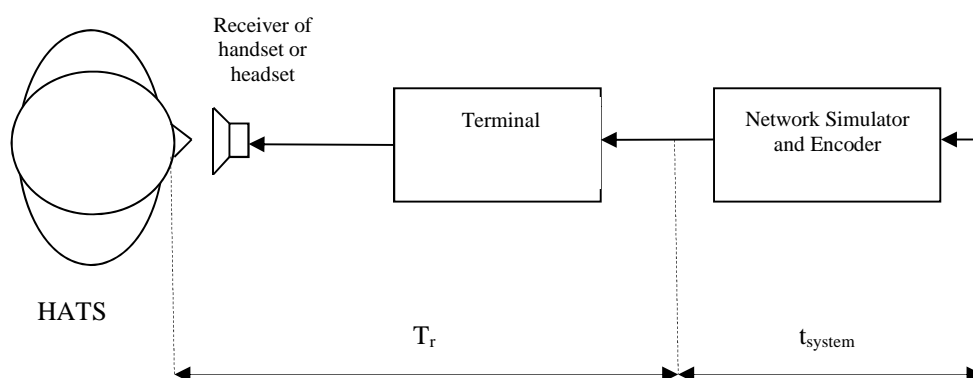 Receiver of
handset or
headset
Terminal
Network Simulator
and Encoder
HATS
Tr
tsystem